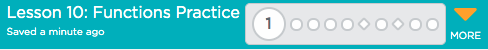 Lesson 10: Functions Practice
Saved a minute ago
1
MORE